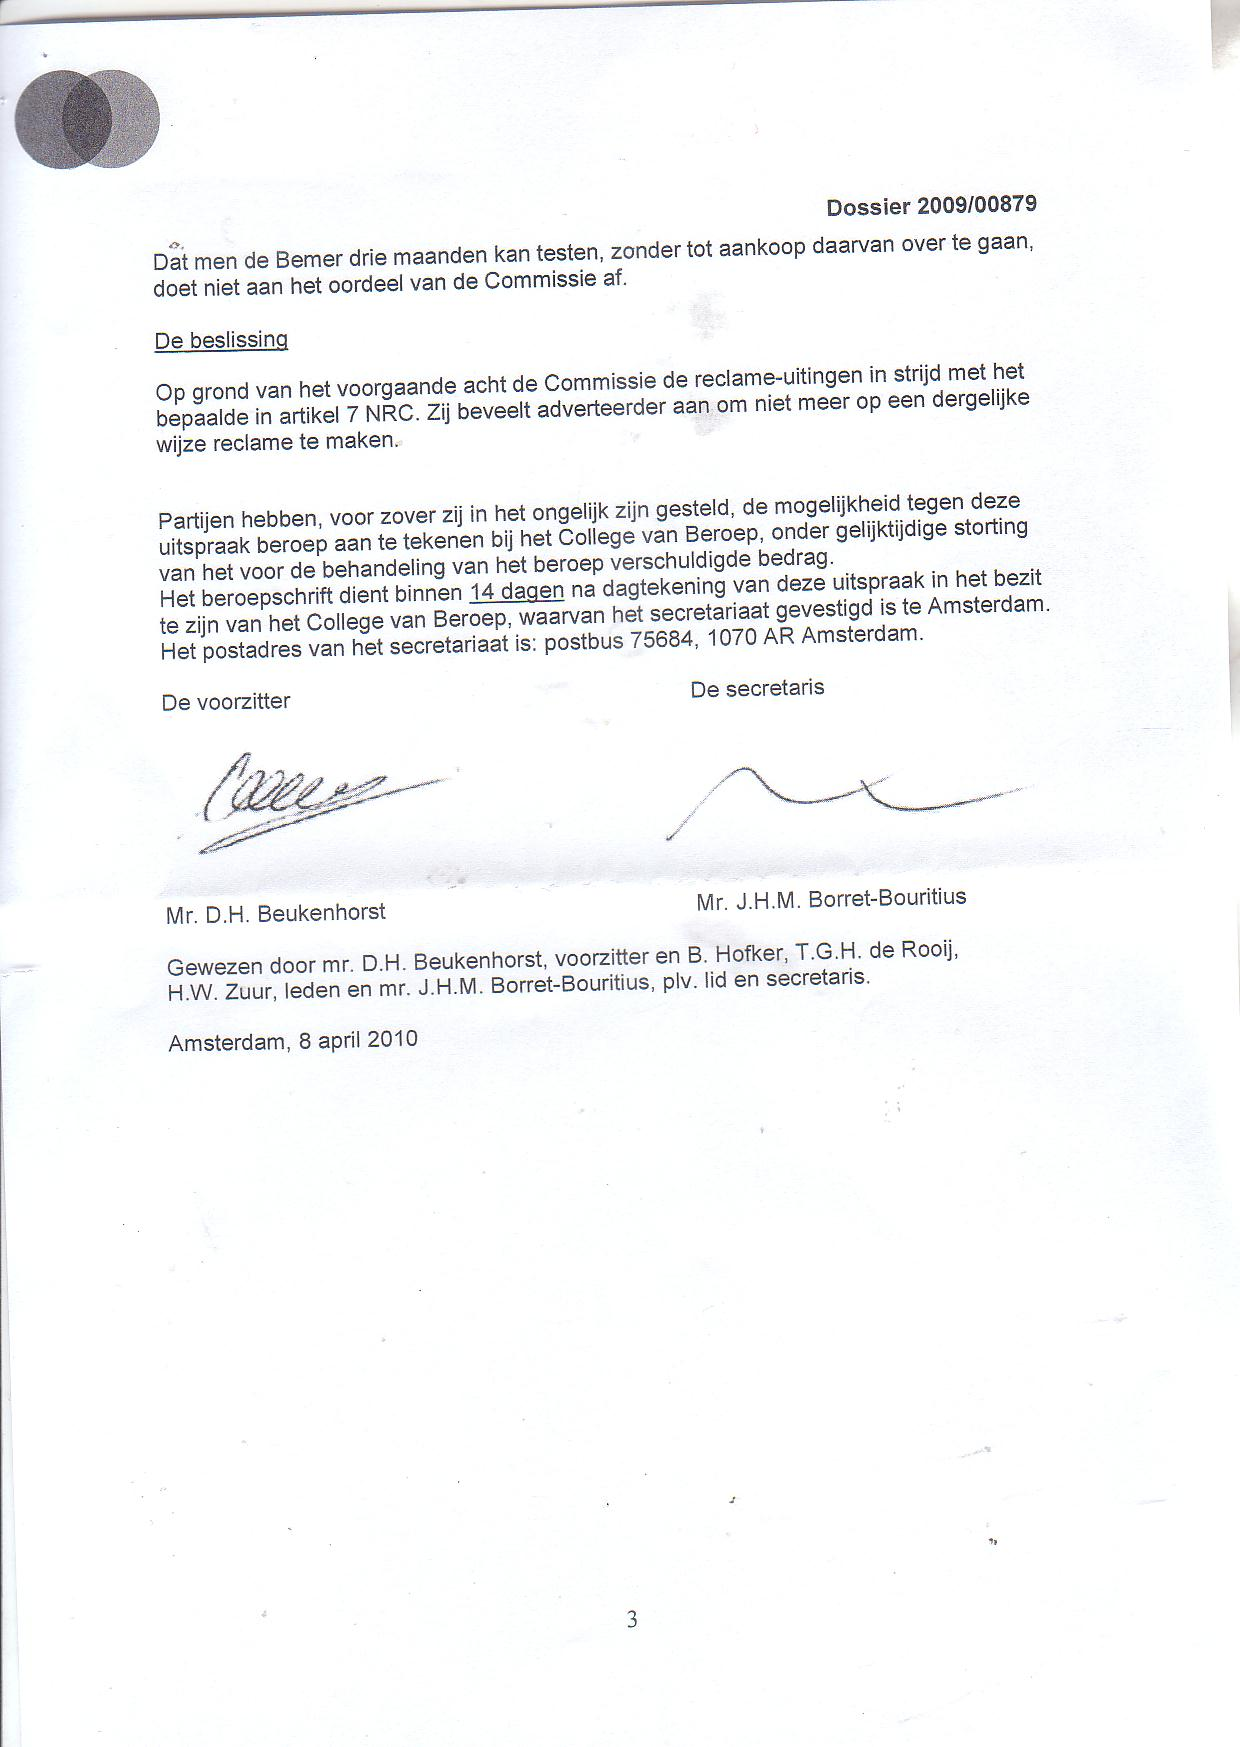 Dossier 2009/00879
Dat men de Bemer drie maanden kan testen, zonder tot aankoop daarvan over te gaan,
doet niet aan het oordeel van de Commissie af.
De beslissing
Op grond van het voorgaande acht de Commissie de reclame-uitingen in strijd met het
bepaalde in artikel 7 NRC. Zij beveelt adverteerder aan om niet meer op een dergelijke
wijze reclame te maken.
Partijen hebben, voor zover zij in het ongelijk zijn gesteld, de mogelijkheid tegen deze
uitspraak beroep aan te tekenen bij het College van Beroep, onder gelijktijdige storting
van het voor de behandeling van het beroep verschuldigde bedrag.
Het beroepschrift dient binnen 14 dagen na dagtekening van deze uitspraak in het bezit
te zijn van het College van Beroep, waarvan het secretariaat gevestigd is te Amsterdam.
Het postadres van het secretariaat is: postbus 75684, 1070 AR Amsterdam.
De voorzitter
De secretaris
Mr. D.H. Beukenhorst
Mr. J.H.M. Borret-Bouritius
Gewezen door mr. D.H. Beukenhorst, voorzitter en B. Hofker, T.G.H. de Rooij,
H.W. Zuur, leden en mr. J.H.M. Borret-Bouritius, plv. lid en secretaris.
Amsterdam, 8 april 2010
3